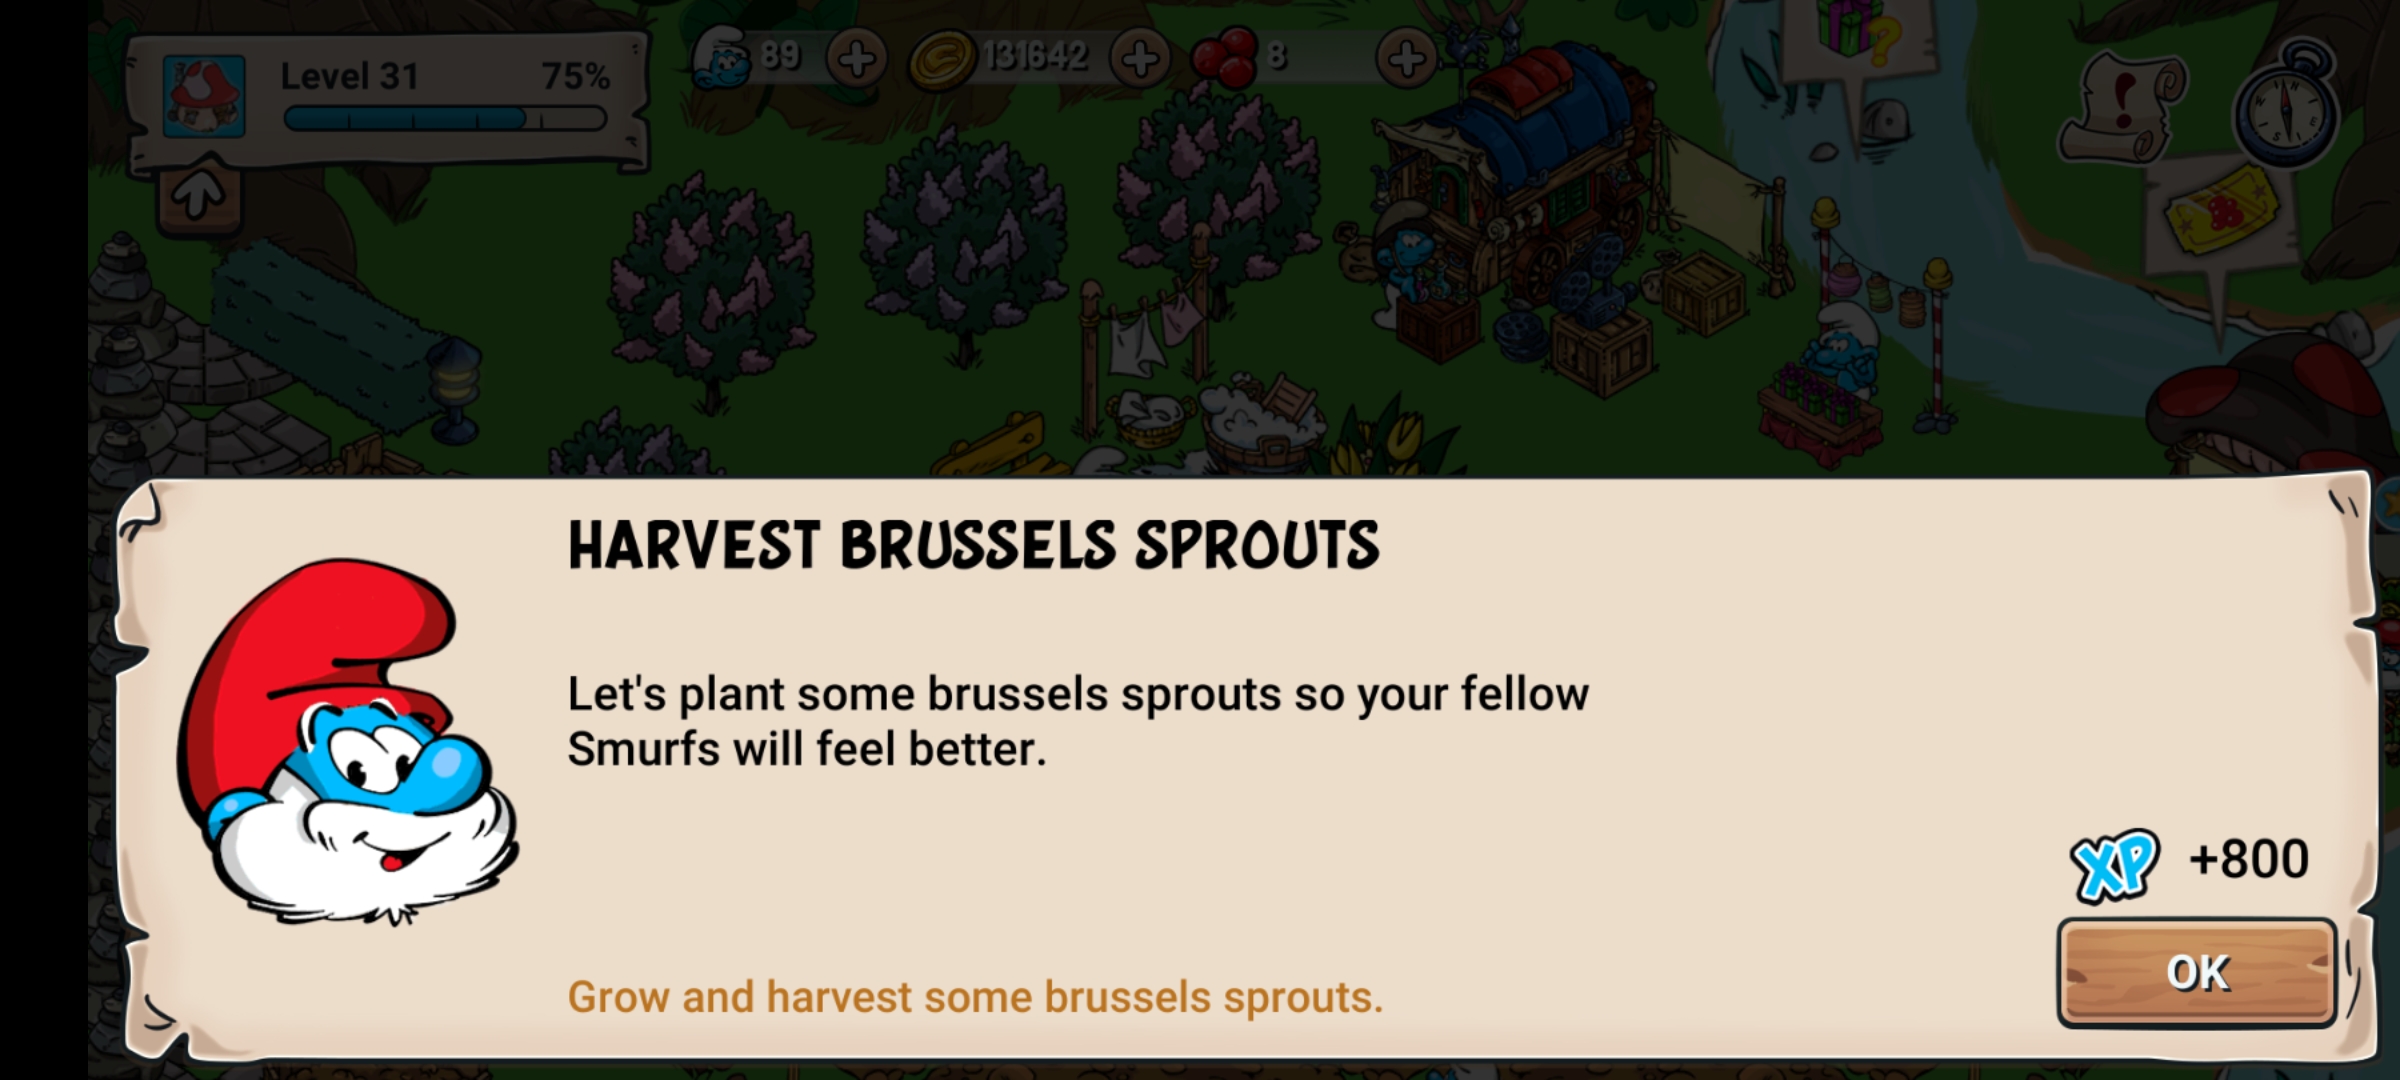 Level 31 75%
89
131642
8
HARVEST BRUSSELS SPROUTS
Let's plant some brussels sprouts so your fellow
Smurfs will feel better.
XP +800
Grow and harvest some brussels sprouts.
OK